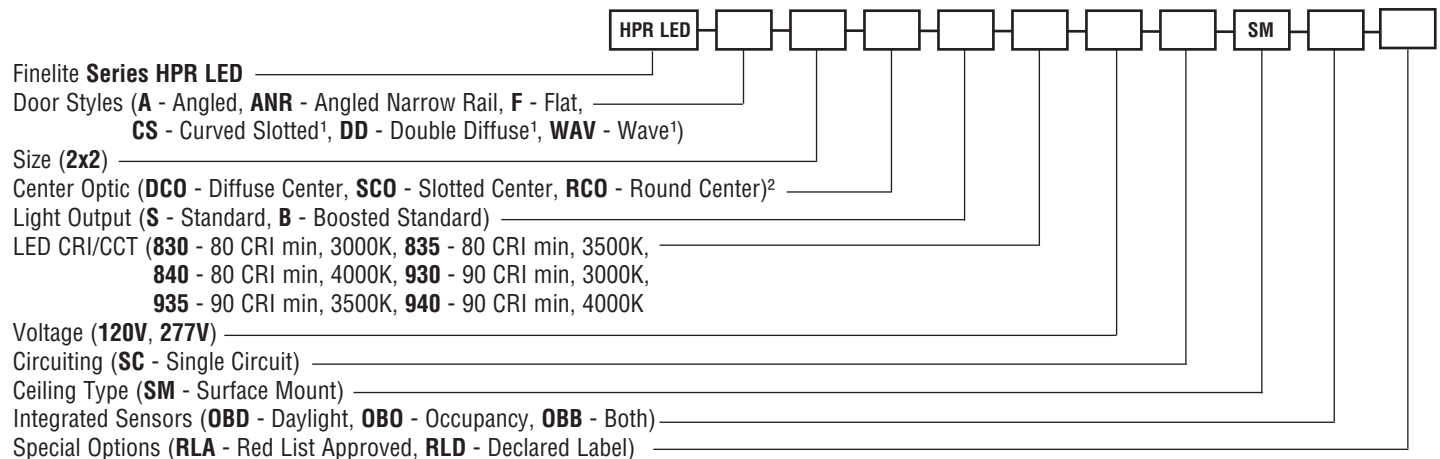 HPR LED SM
Finelite Series HPR LED
Door Styles (A - Angled, ANR - Angled Narrow Rail, F - Flat,
CS - Curved Slotted¹, DD - Double Diffuse¹, WAV - Wave¹)
Size (2x2)
Center Optic (DCO - Diffuse Center, SCO - Slotted Center, RCO - Round Center)²
Light Output (S - Standard, B - Boosted Standard)
LED CRI/CCT (830 - 80 CRI min, 3000K, 835 - 80 CRI min, 3500K,
840 - 80 CRI min, 4000K, 930 - 90 CRI min, 3000K,
935 - 90 CRI min, 3500K, 940 - 90 CRI min, 4000K
Voltage (120V, 277V)
Circuiting (SC - Single Circuit)
Ceiling Type (SM - Surface Mount)
Integrated Sensors (OBD - Daylight, OBO - Occupancy, OBB - Both)
Special Options (RLA - Red List Approved, RLD - Declared Label)